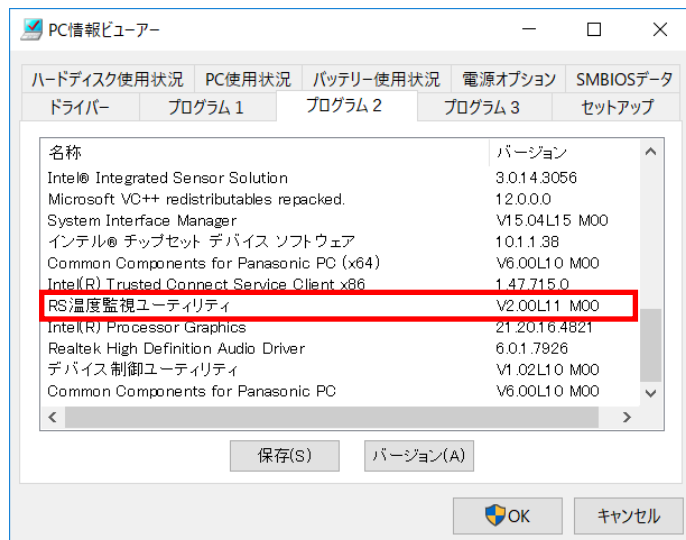 PC情報ビューアー
ハードディスク使用状況 PC使用状況 バッテリー使用状況 電源オプション SMBIOSデータ
ドライバー プログラム 1 プログラム 2 プログラム 3 セットアップ
名称 バージョン
Intel® Integrated Sensor Solution 3.0.14.3056
Microsoft VC++ redistributables repacked. 12.0.0.0
System Interface Manager V15.04L15 M00
インテル® チップセット デバイス ソフトウェア 10.1.1.38
Common Components for Panasonic PC (x64) V6.00L10 M00
Intel(R) Trusted Connect Service Client x86 1.47.715.0
RS温度監視ユーティリティ V2.00L11 M00
Intel(R) Processor Graphics 21.20.16.4821
Realtek High Definition Audio Driver 6.0.1.7926
デバイス制御ユーティリティ V1.02L10 M00
Common Components for Panasonic PC V6.00L10 M00
保存(S) バージョン(A)
OK キャンセル